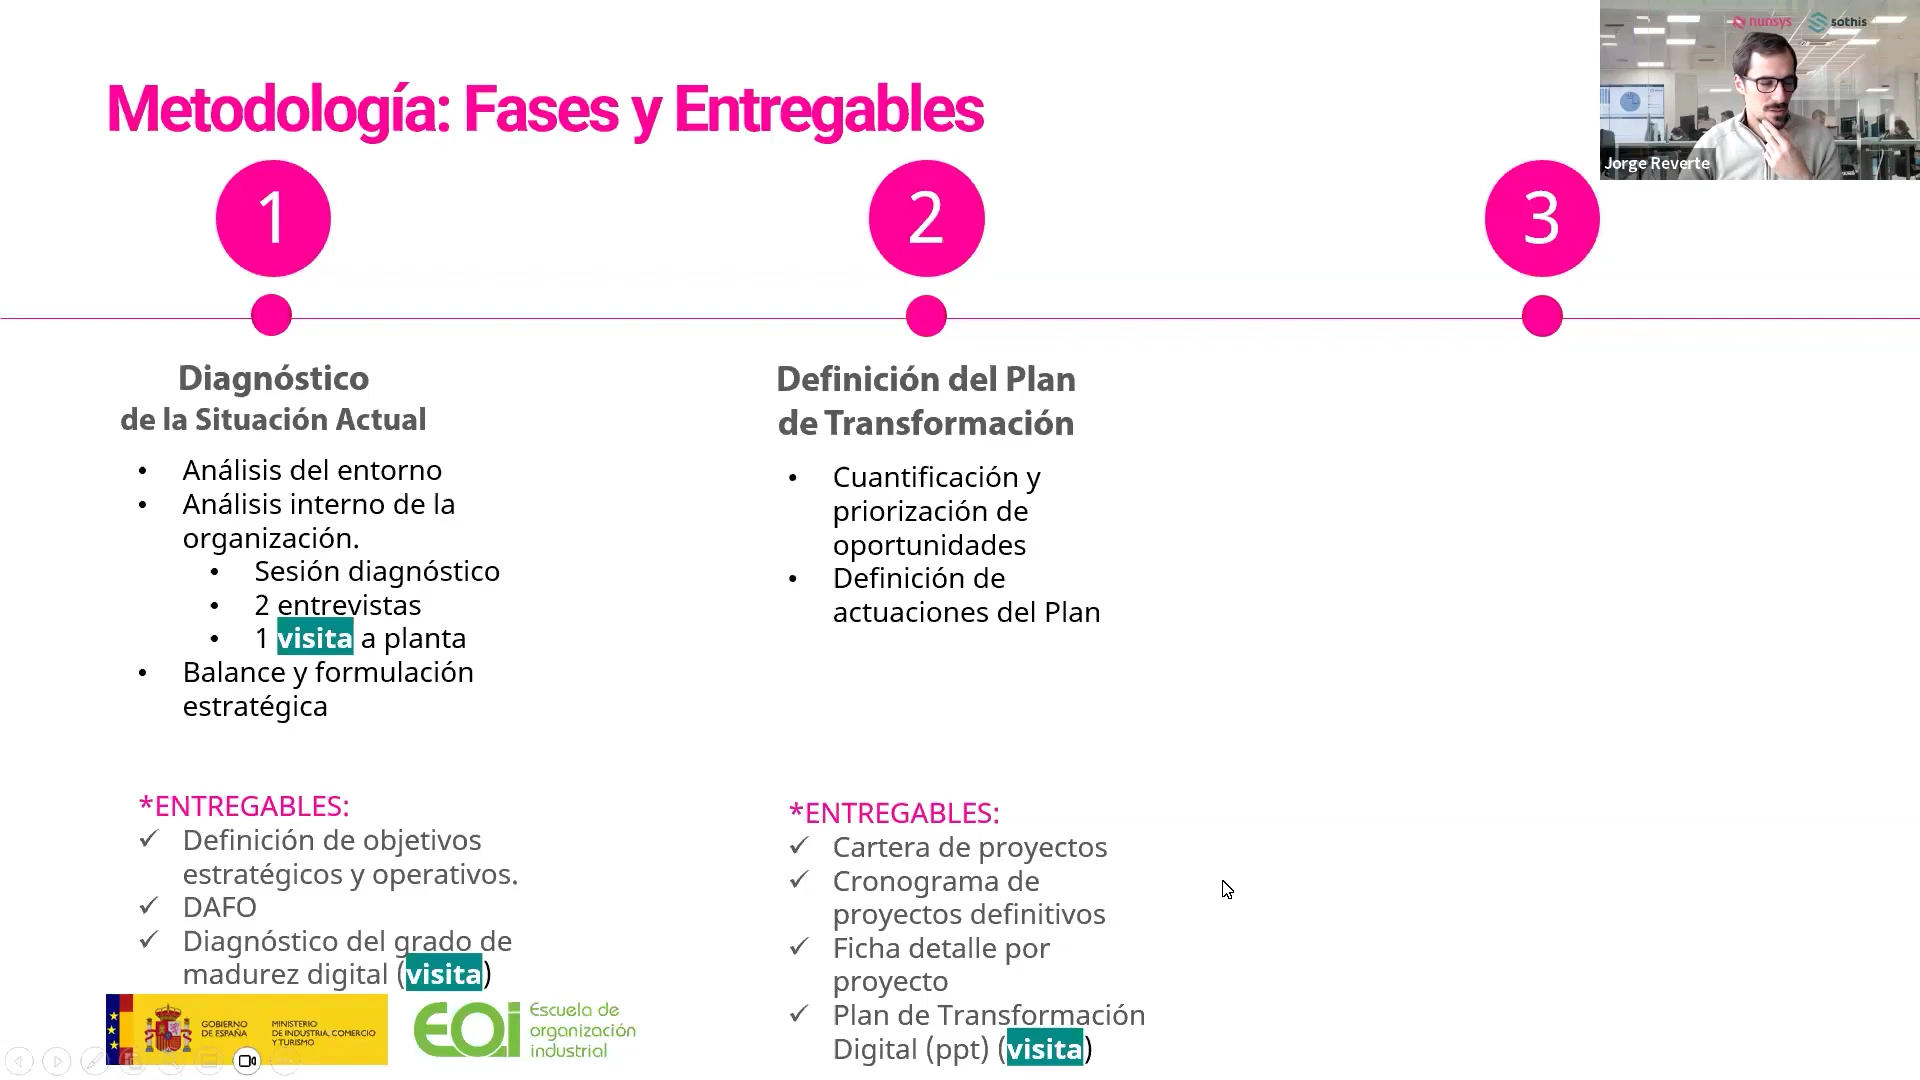 nunsys sothis
Jorge Reverte
Metodología: Fases y Entregables
1
2
3
Diagnóstico
de la Situación Actual
• Análisis del entorno
• Análisis interno de la
organización.
• Sesión diagnóstico
• 2 entrevistas
• 1 visita a planta
• Balance y formulación
estratégica
*ENTREGABLES:
✓ Definición de objetivos
estratégicos y operativos.
✓ DAFO
✓ Diagnóstico del grado de
madurez digital (visita)
Definición del Plan
de Transformación
• Cuantificación y
priorización de
oportunidades
• Definición de
actuaciones del Plan
*ENTREGABLES:
✓ Cartera de proyectos
✓ Cronograma de
proyectos definitivos
✓ Ficha detalle por
proyecto
✓ Plan de Transformación
Digital (ppt) (visita)
GOBIERNO
DE ESPAÑA
MINISTERIO
DE INDUSTRIA, COMERCIO
Y TURISMO
EOi
Escuela de
organización
industrial